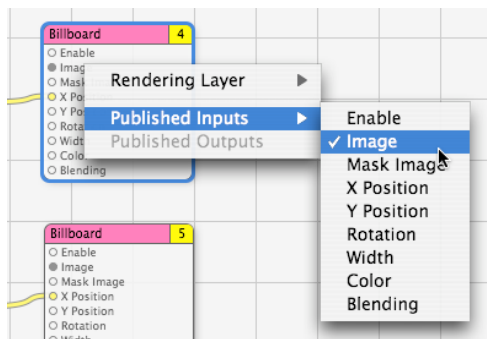 Billboard 4
Enable
Imag
Mask
X Po
Y Po
Rota
Widt
Colo
Blending
Rendering Layer
Published Inputs
Published Outputs
Enable
✓ Image
Mask Image
X Position
Y Position
Rotation
Width
Color
Blending
Billboard 5
Enable
Image
Mask Image
X Position
Y Position
Rotation
Width